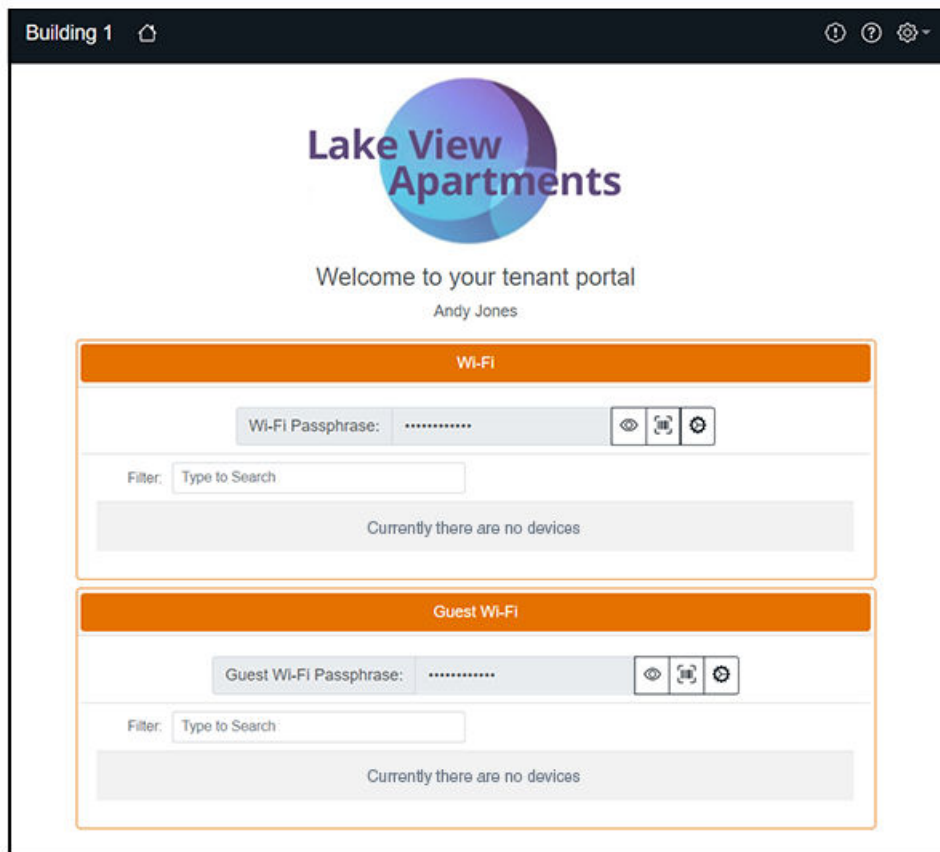 Building 1
Lake View
Apartments
Welcome to your tenant portal
Andy Jones
Wi-Fi
Wi-Fi Passphrase: ••••••••••••
Filter: Type to Search
Currently there are no devices
Guest Wi-Fi
Guest Wi-Fi Passphrase: ••••••••••••
Filter: Type to Search
Currently there are no devices